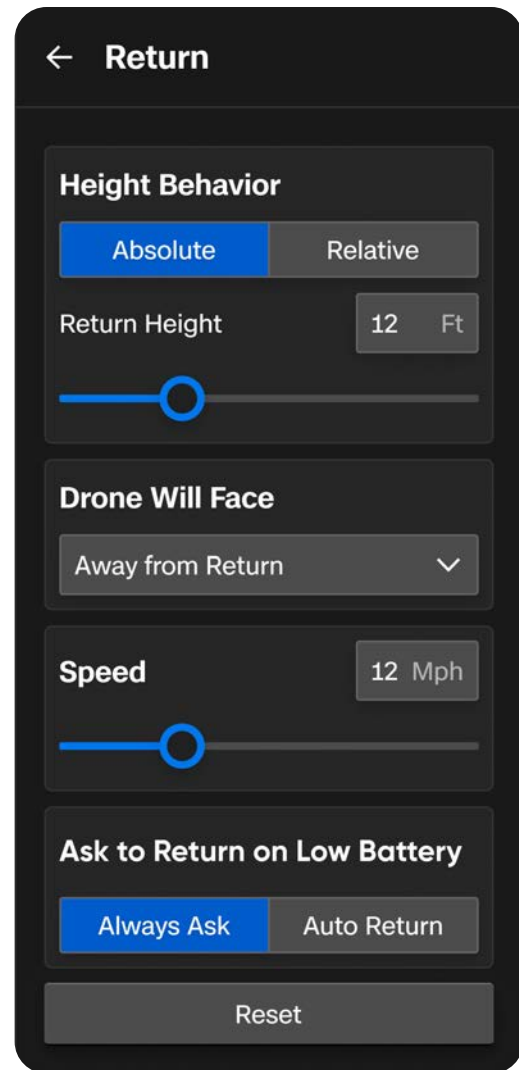 Return
Height Behavior
Absolute Relative
Return Height 12 Ft
Drone Will Face
Away from Return
Speed 12 Mph
Ask to Return on Low Battery
Always Ask Auto Return
Reset